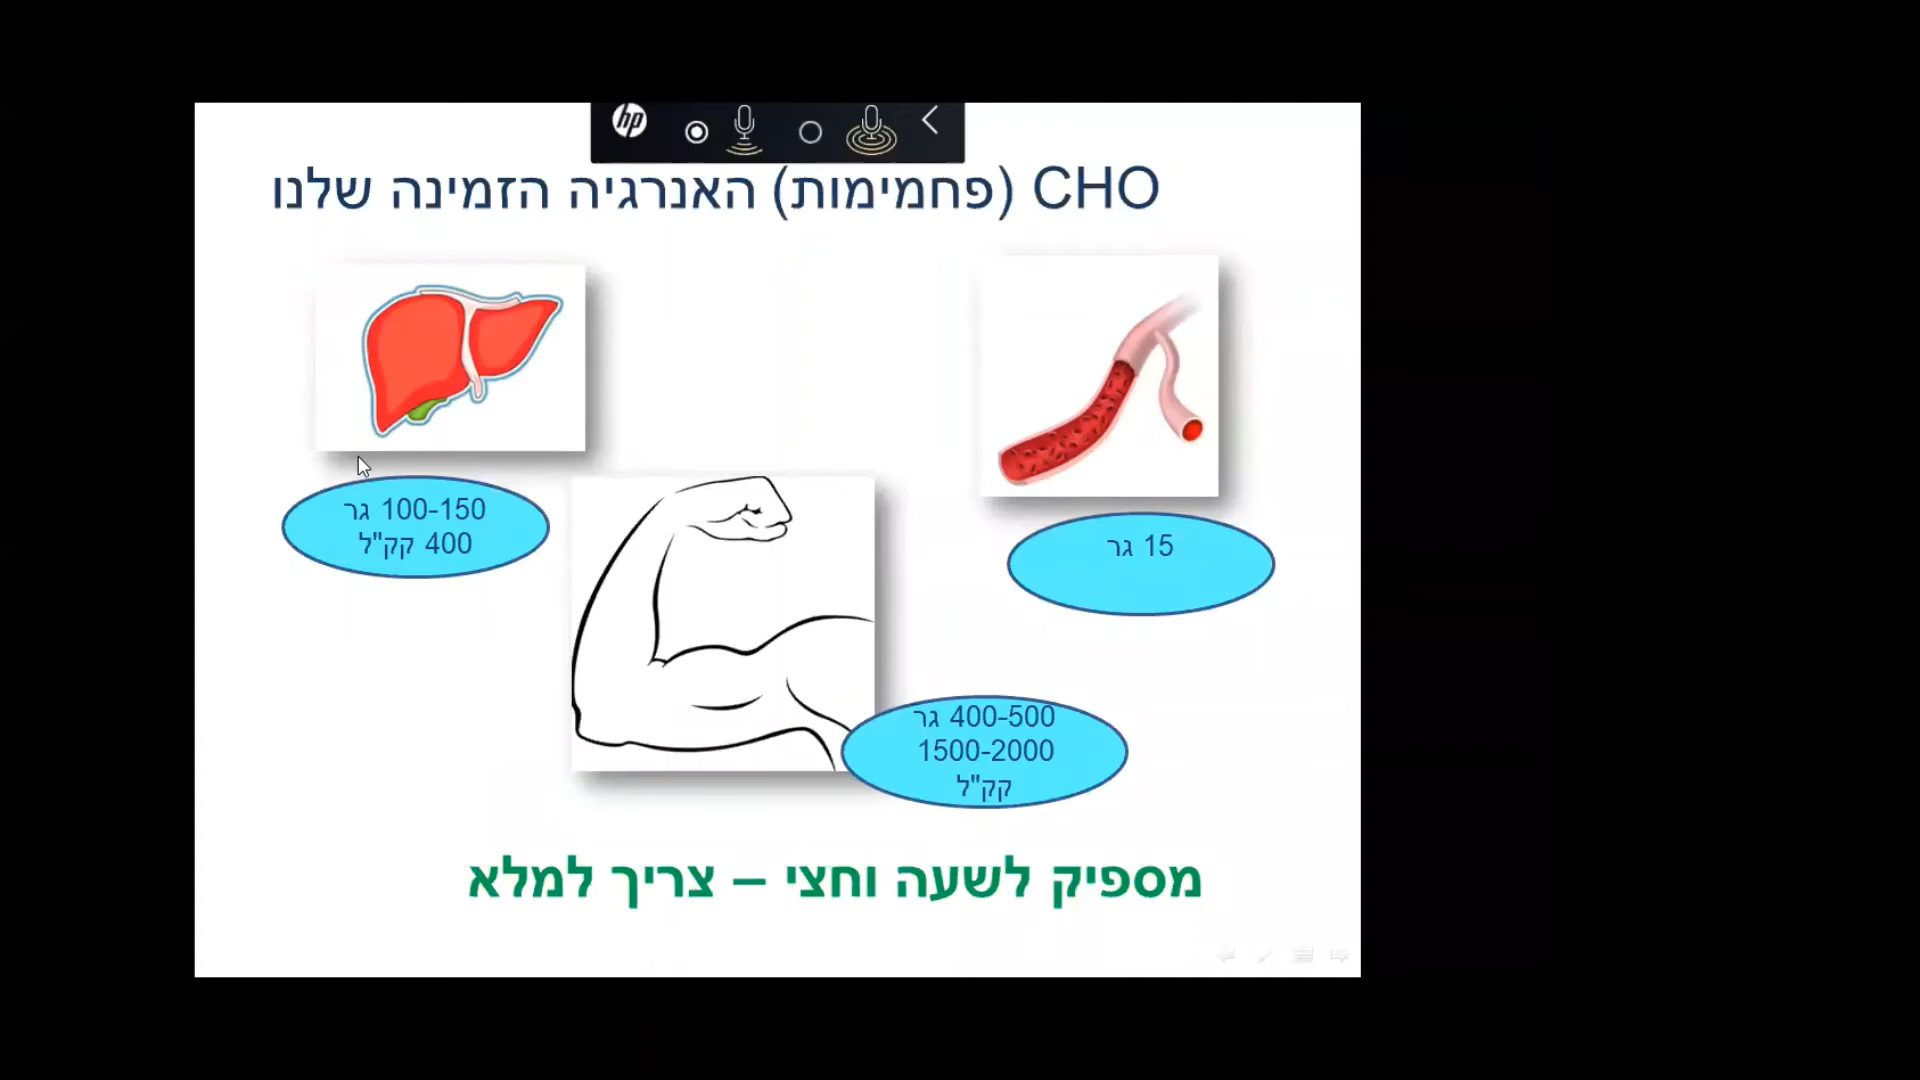 hp
CHO (פחמימות) האנרגיה הזמינה שלנו
100-150 גר
400 קק"ל
15 גר
400-500 גר
1500-2000
קק"ל
מספיק לשעה וחצי – צריך למלא